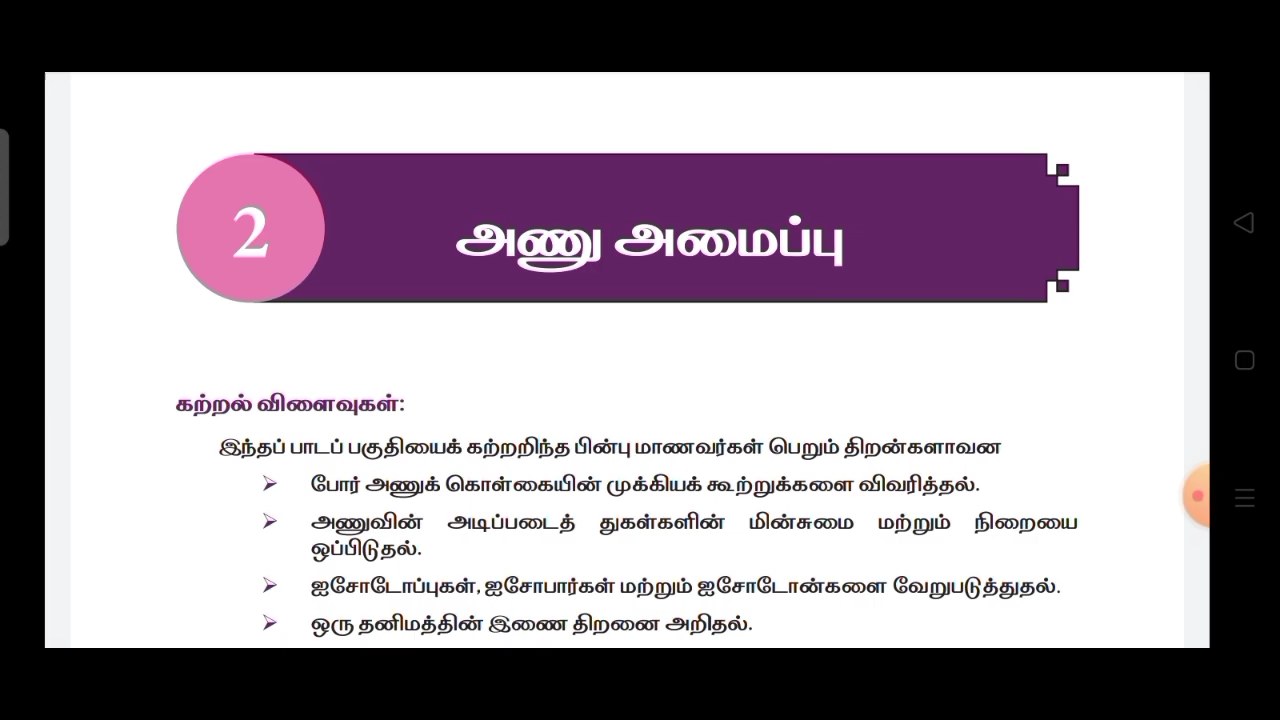 2
அணு அமைப்பு
கற்றல் விளைவுகள்:
இந்தப் பாடப் பகுதியைக் கற்றறிந்த பின்பு மாணவர்கள் பெறும் திறன்களாவன
போர் அணுக் கொள்கையின் முக்கியக் கூற்றுக்களை விவரித்தல்.
அணுவின் அடிப்படைத் துகள்களின் மின்சுமை மற்றும் நிறையை
ஒப்பிடுதல்.
ஐசோடோப்புகள், ஐசோபார்கள் மற்றும் ஐசோடோன்களை வேறுபடுத்துதல்.
ஒரு தனிமத்தின் இணை திறனை அறிதல்.